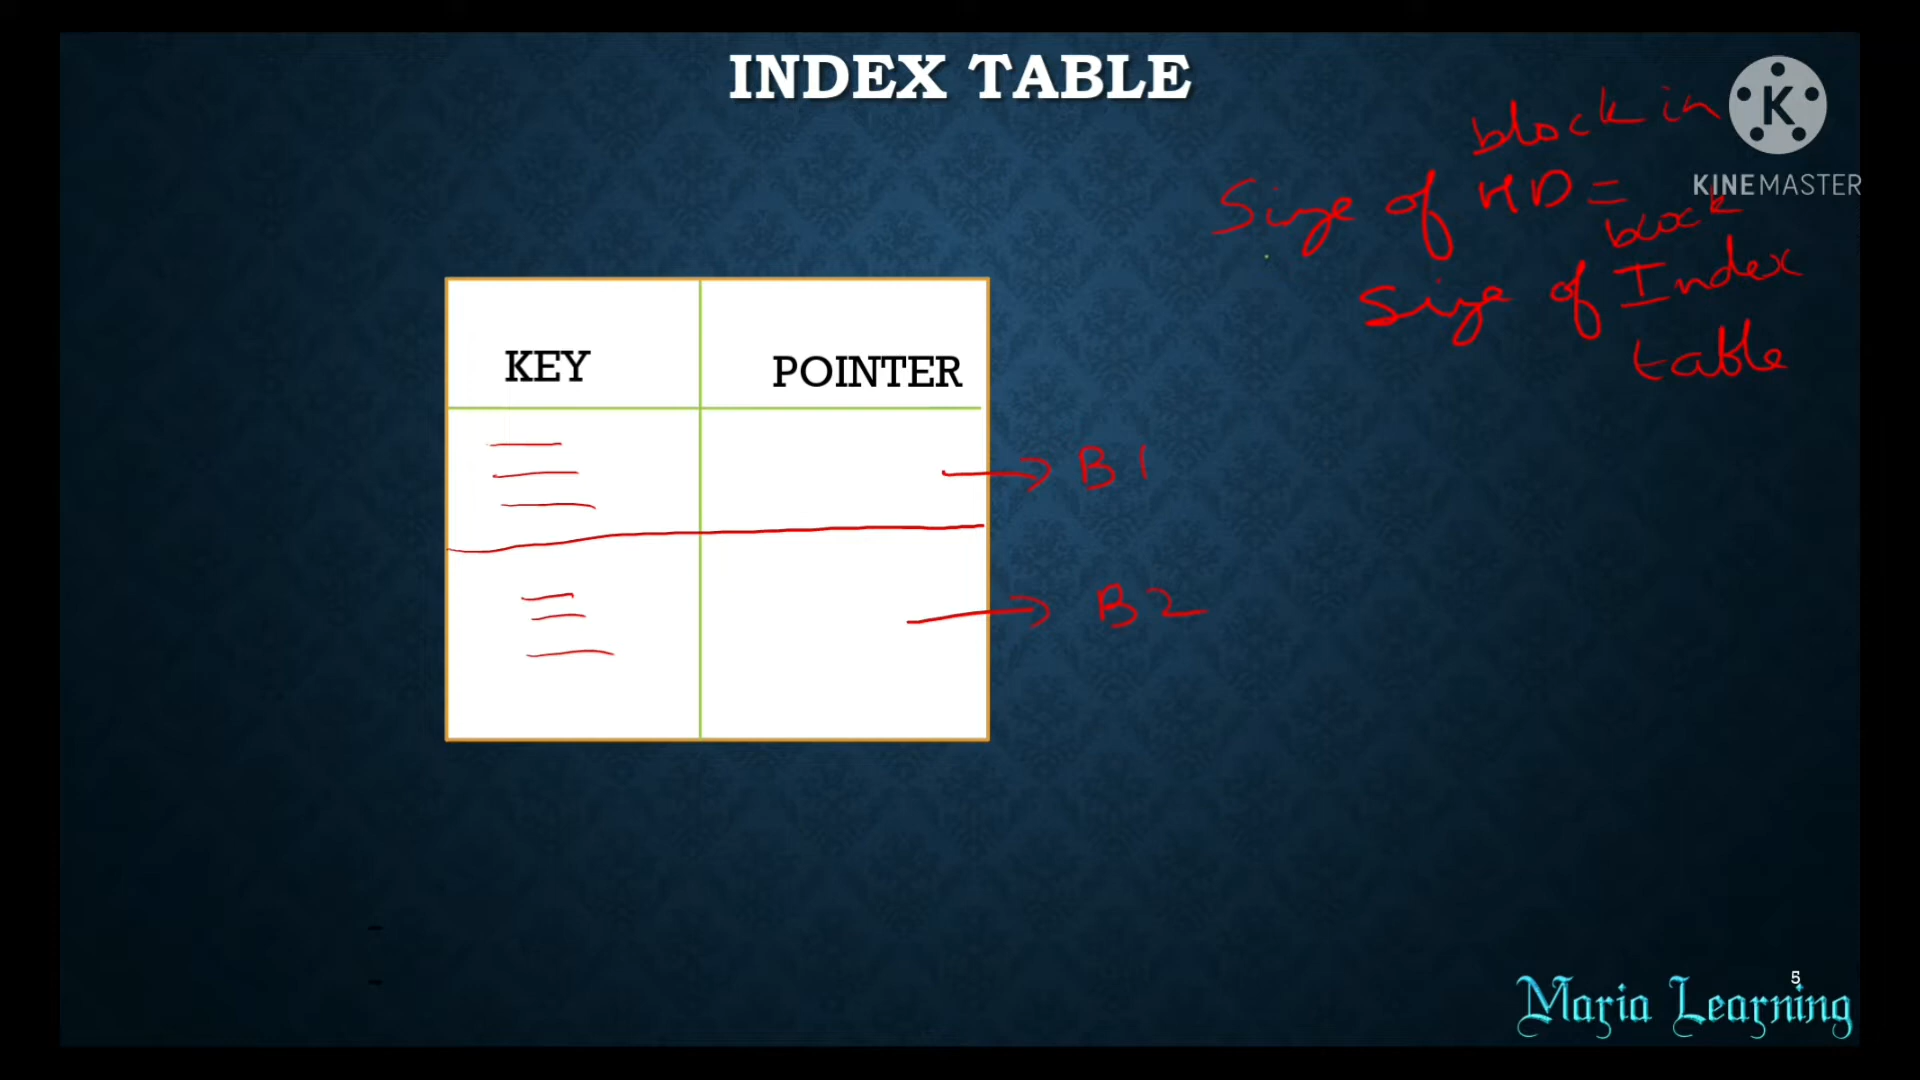 INDEX TABLE
block in
Size of HD =
block
Size of Index
table
K
KINEMASTER
KEY POINTER
B1
B2
5
Maria Learning